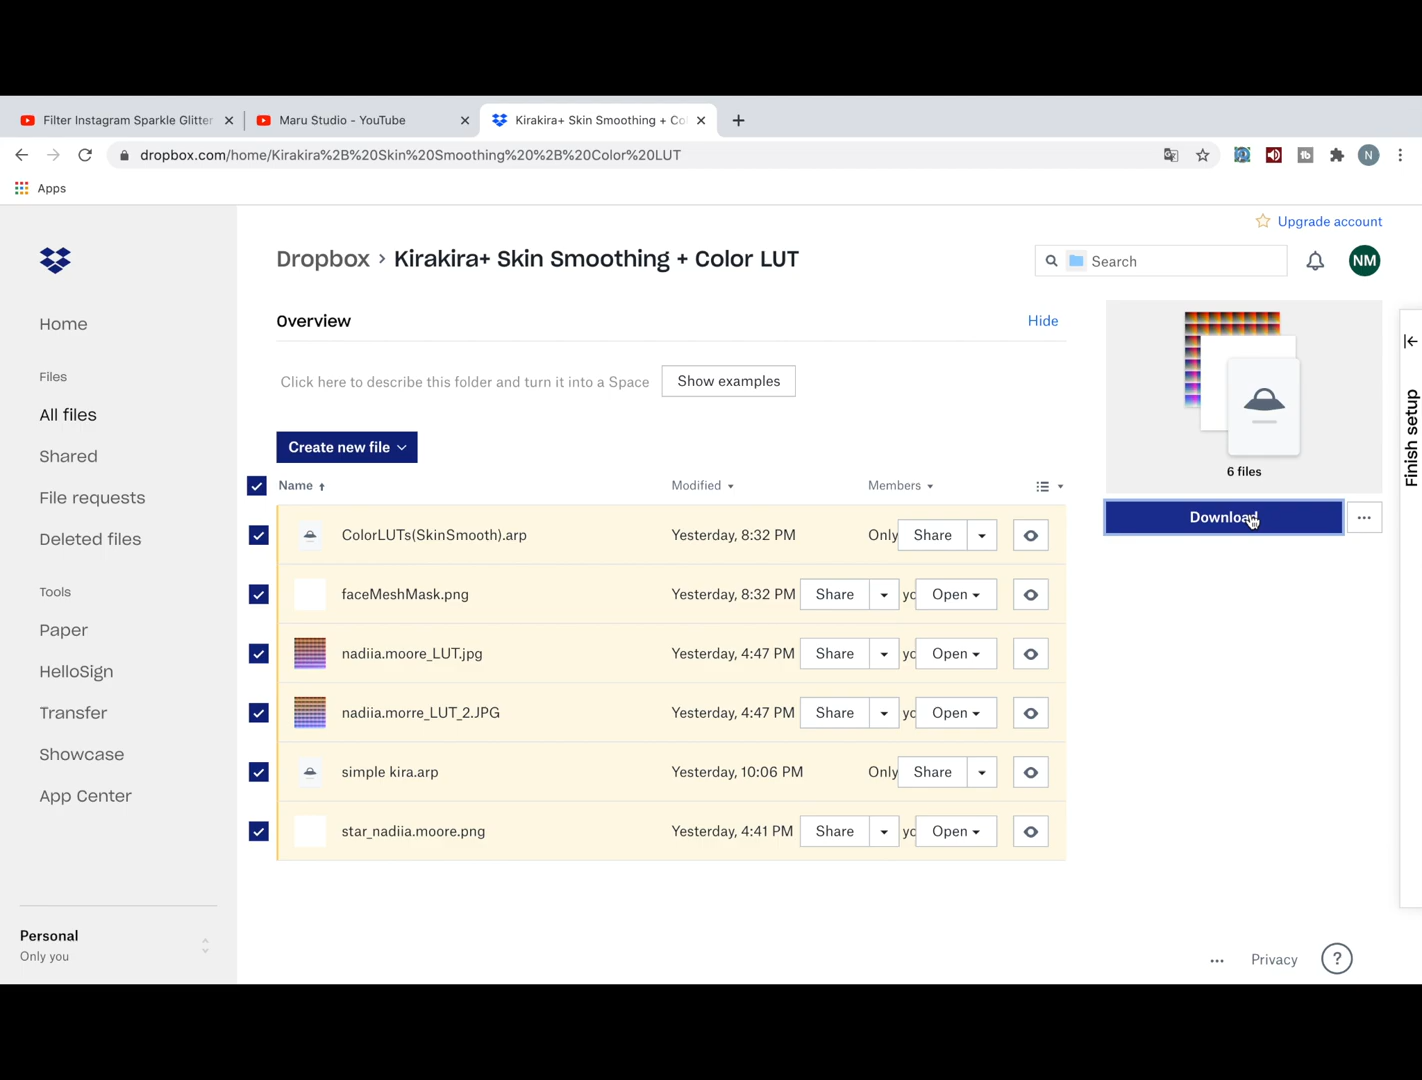 Filter Instagram Sparkle Glitter
Maru Studio - YouTube
Kirakira+ Skin Smoothing + Co
dropbox.com/home/Kirakira%2B%20Skin%20Smoothing%20%2B%20Color%20LUT
N
Apps
Upgrade account
Dropbox › Kirakira+ Skin Smoothing + Color LUT
Search
NM
Home
Files
All files
Shared
File requests
Deleted files
Tools
Paper
HelloSign
Transfer
Showcase
App Center
Personal
Only you
Overview
Hide
Click here to describe this folder and turn it into a Space
Show examples
Create new file
Name
Modified
Members
ColorLUTs(SkinSmooth).arp
Yesterday, 8:32 PM
Only
Share
faceMeshMask.png
Yesterday, 8:32 PM
Share
yo
Open
nadiia.moore_LUT.jpg
Yesterday, 4:47 PM
Share
yo
Open
nadiia.morre_LUT_2.JPG
Yesterday, 4:47 PM
Share
yo
Open
simple kira.arp
Yesterday, 10:06 PM
Only
Share
star_nadiia.moore.png
Yesterday, 4:41 PM
Share
yo
Open
6 files
Download
Finish setup
Privacy
?